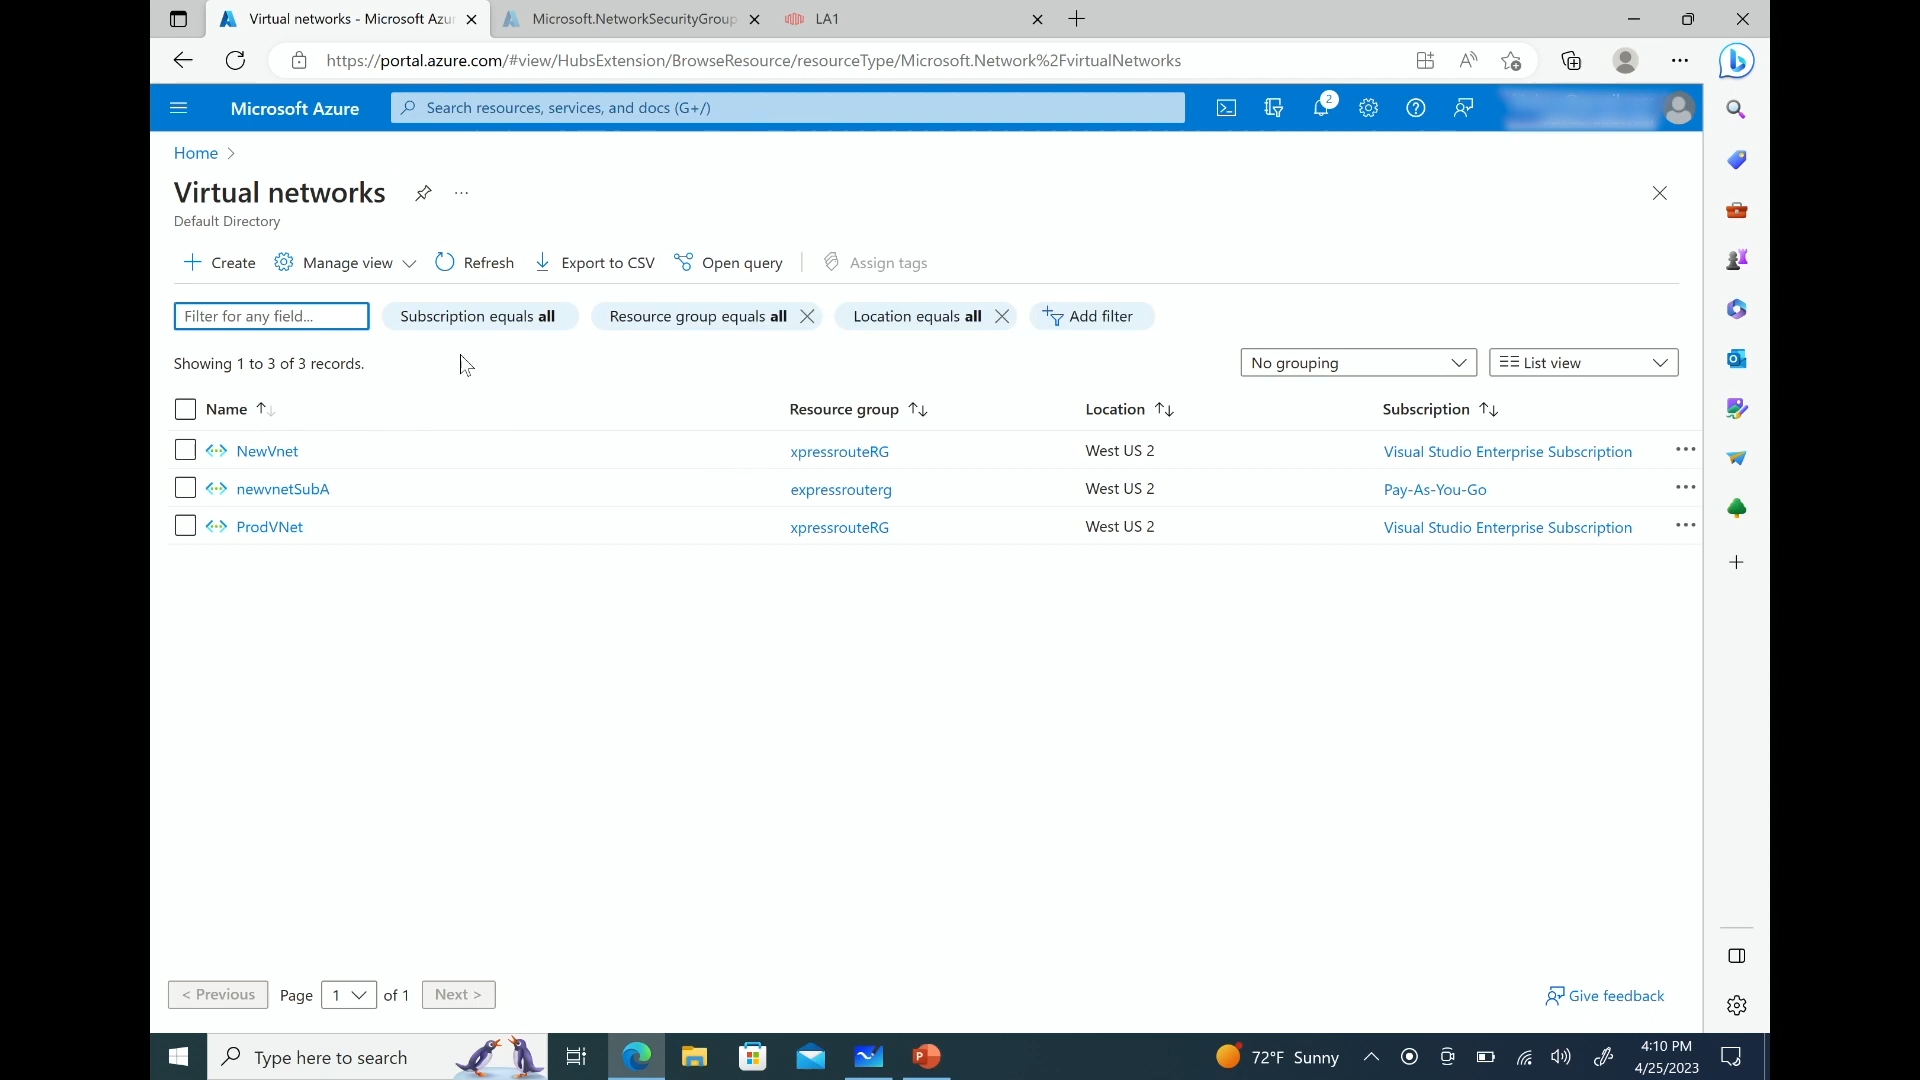 Virtual networks - Microsoft Azu
Microsoft.NetworkSecurityGroup
LA1
https://portal.azure.com/#view/HubsExtension/BrowseResource/resourceType/Microsoft.Network%2FvirtualNetworks
Microsoft Azure
Search resources, services, and docs (G+/)
2
Home >
Virtual networks
...
Default Directory
+ Create
Manage view
Refresh
Export to CSV
Open query
Assign tags
Filter for any field...
Subscription equals all
Resource group equals all
Location equals all
Add filter
Showing 1 to 3 of 3 records.
No grouping
List view
Name
Resource group
Location
Subscription
NewVnet xpressrouteRG West US 2 Visual Studio Enterprise Subscription
newvnetSubA expressrouterg West US 2 Pay-As-You-Go
ProdVNet xpressrouteRG West US 2 Visual Studio Enterprise Subscription
< Previous Page 1 of 1 Next >
Give feedback
Type here to search
72°F Sunny
4:10 PM
4/25/2023